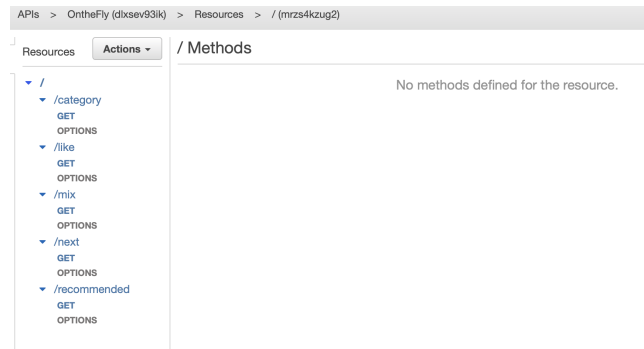 APIs > OntheFly (dlxsev93ik) > Resources > / (mrzs4kzug2)
Resources
Actions
/ Methods
No methods defined for the resource.
/
/category
GET
OPTIONS
/like
GET
OPTIONS
/mix
GET
OPTIONS
/next
GET
OPTIONS
/recommended
GET
OPTIONS